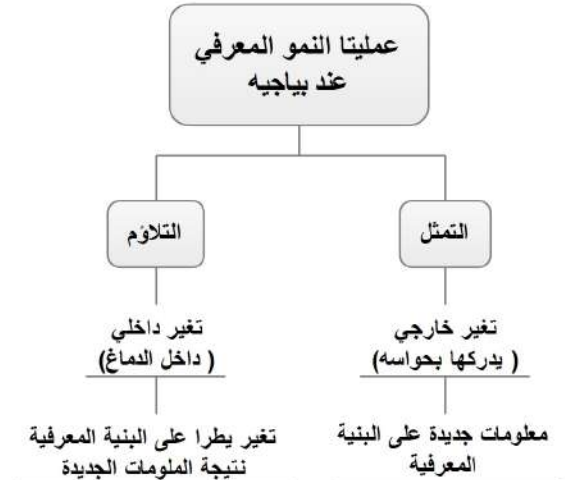 عمليتا النمو المعرفي
عند بياجيه
التمثل
التلاؤم
تغير خارجي
( يدركها بحواسه)
تغير داخلي
( داخل الدماغ)
معلومات جديدة على البنية
المعرفية
تغير يطرا على البنية المعرفية
نتيجة الملومات الجديدة